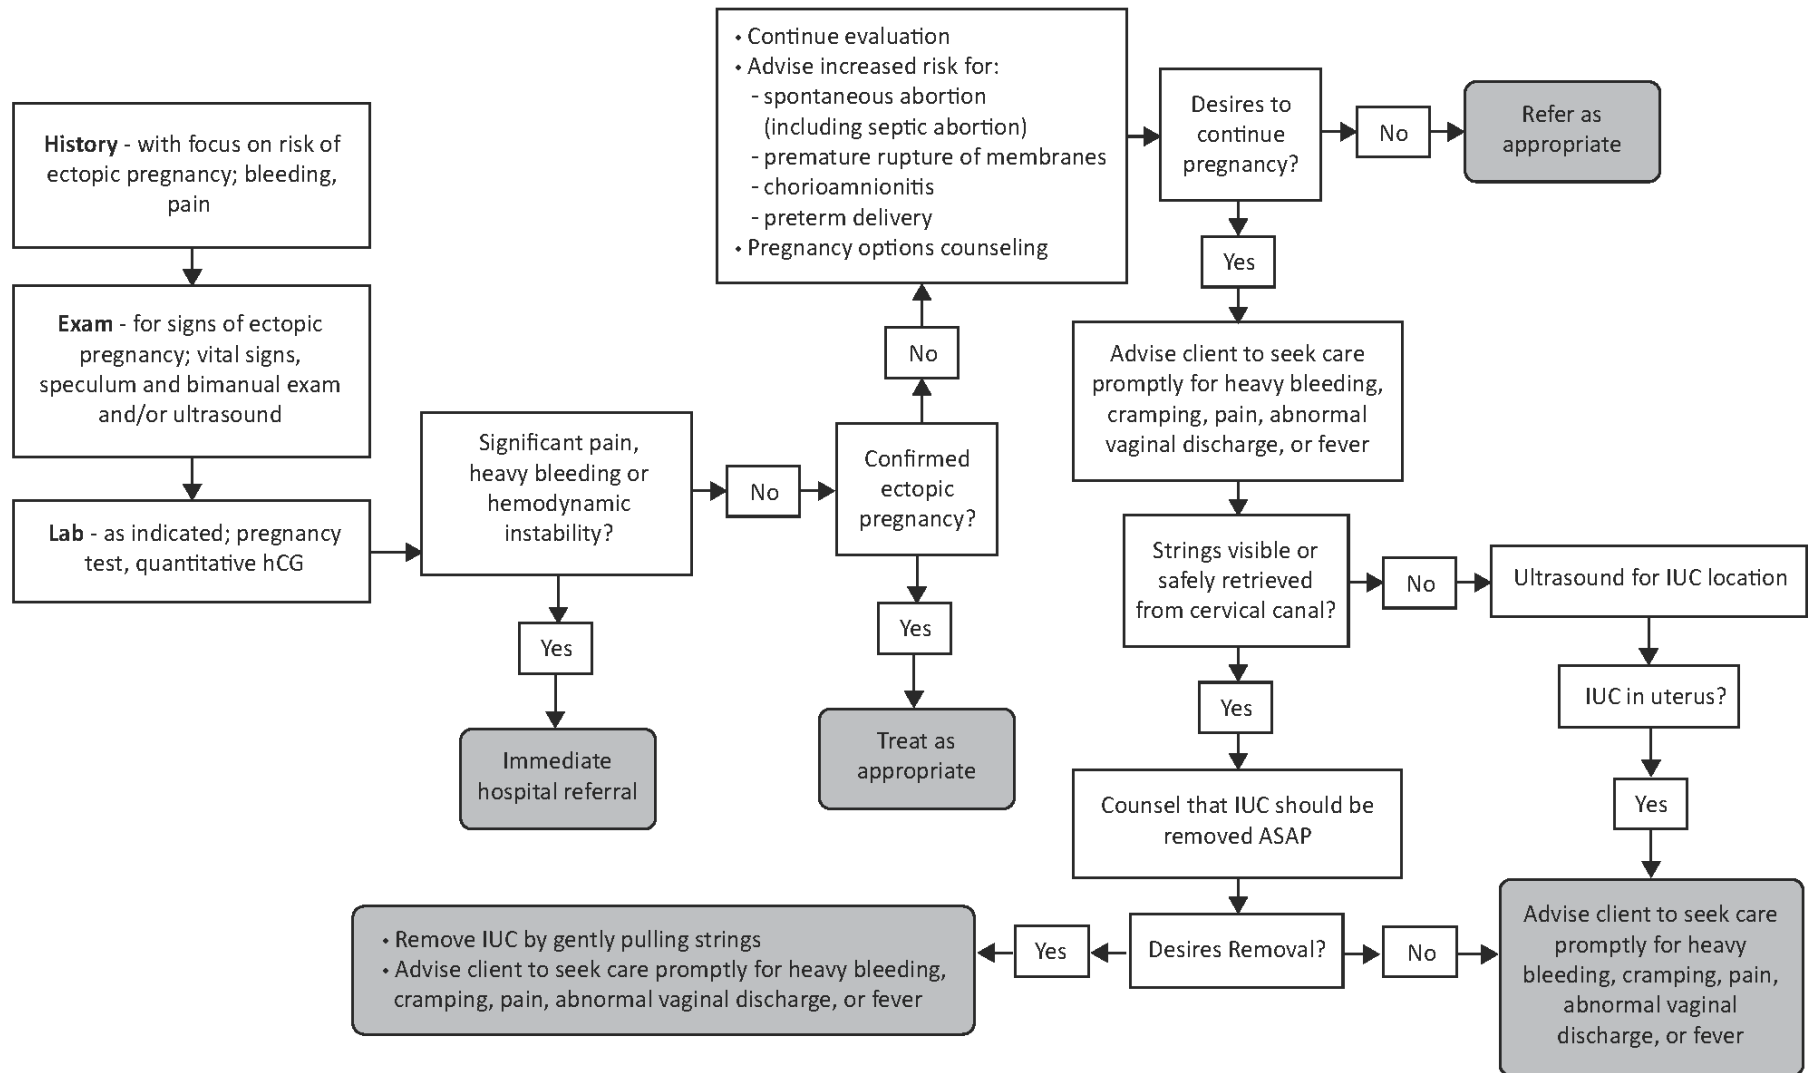 History - with focus on risk of
ectopic pregnancy; bleeding,
pain
Exam - for signs of ectopic
pregnancy; vital signs,
speculum and bimanual exam
and/or ultrasound
Lab - as indicated; pregnancy
test, quantitative hCG
Significant pain,
heavy bleeding or
hemodynamic
instability?
Yes
Immediate
hospital referral
No
Confirmed
ectopic
pregnancy?
Yes
Treat as
appropriate
No
• Continue evaluation
• Advise increased risk for:
- spontaneous abortion
(including septic abortion)
- premature rupture of membranes
- chorioamnionitis
- preterm delivery
• Pregnancy options counseling
Desires to
continue
pregnancy?
No
Refer as
appropriate
Yes
Advise client to seek care
promptly for heavy bleeding,
cramping, pain, abnormal
vaginal discharge, or fever
Strings visible or
safely retrieved
from cervical canal?
No
Ultrasound for IUC location
IUC in uterus?
Yes
Yes
Counsel that IUC should be
removed ASAP
Desires Removal?
Yes
• Remove IUC by gently pulling strings
• Advise client to seek care promptly for heavy bleeding,
cramping, pain, abnormal vaginal discharge, or fever
No
Advise client to seek care
promptly for heavy
bleeding, cramping, pain,
abnormal vaginal
discharge, or fever